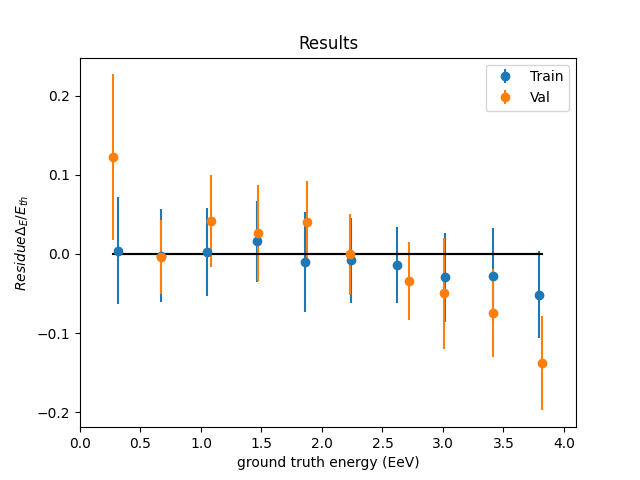 Results
Train
Val
0.2
0.1
0.0
−0.1
−0.2
Residue Δ_E/E_th
0.0 0.5 1.0 1.5 2.0 2.5 3.0 3.5 4.0
ground truth energy (EeV)